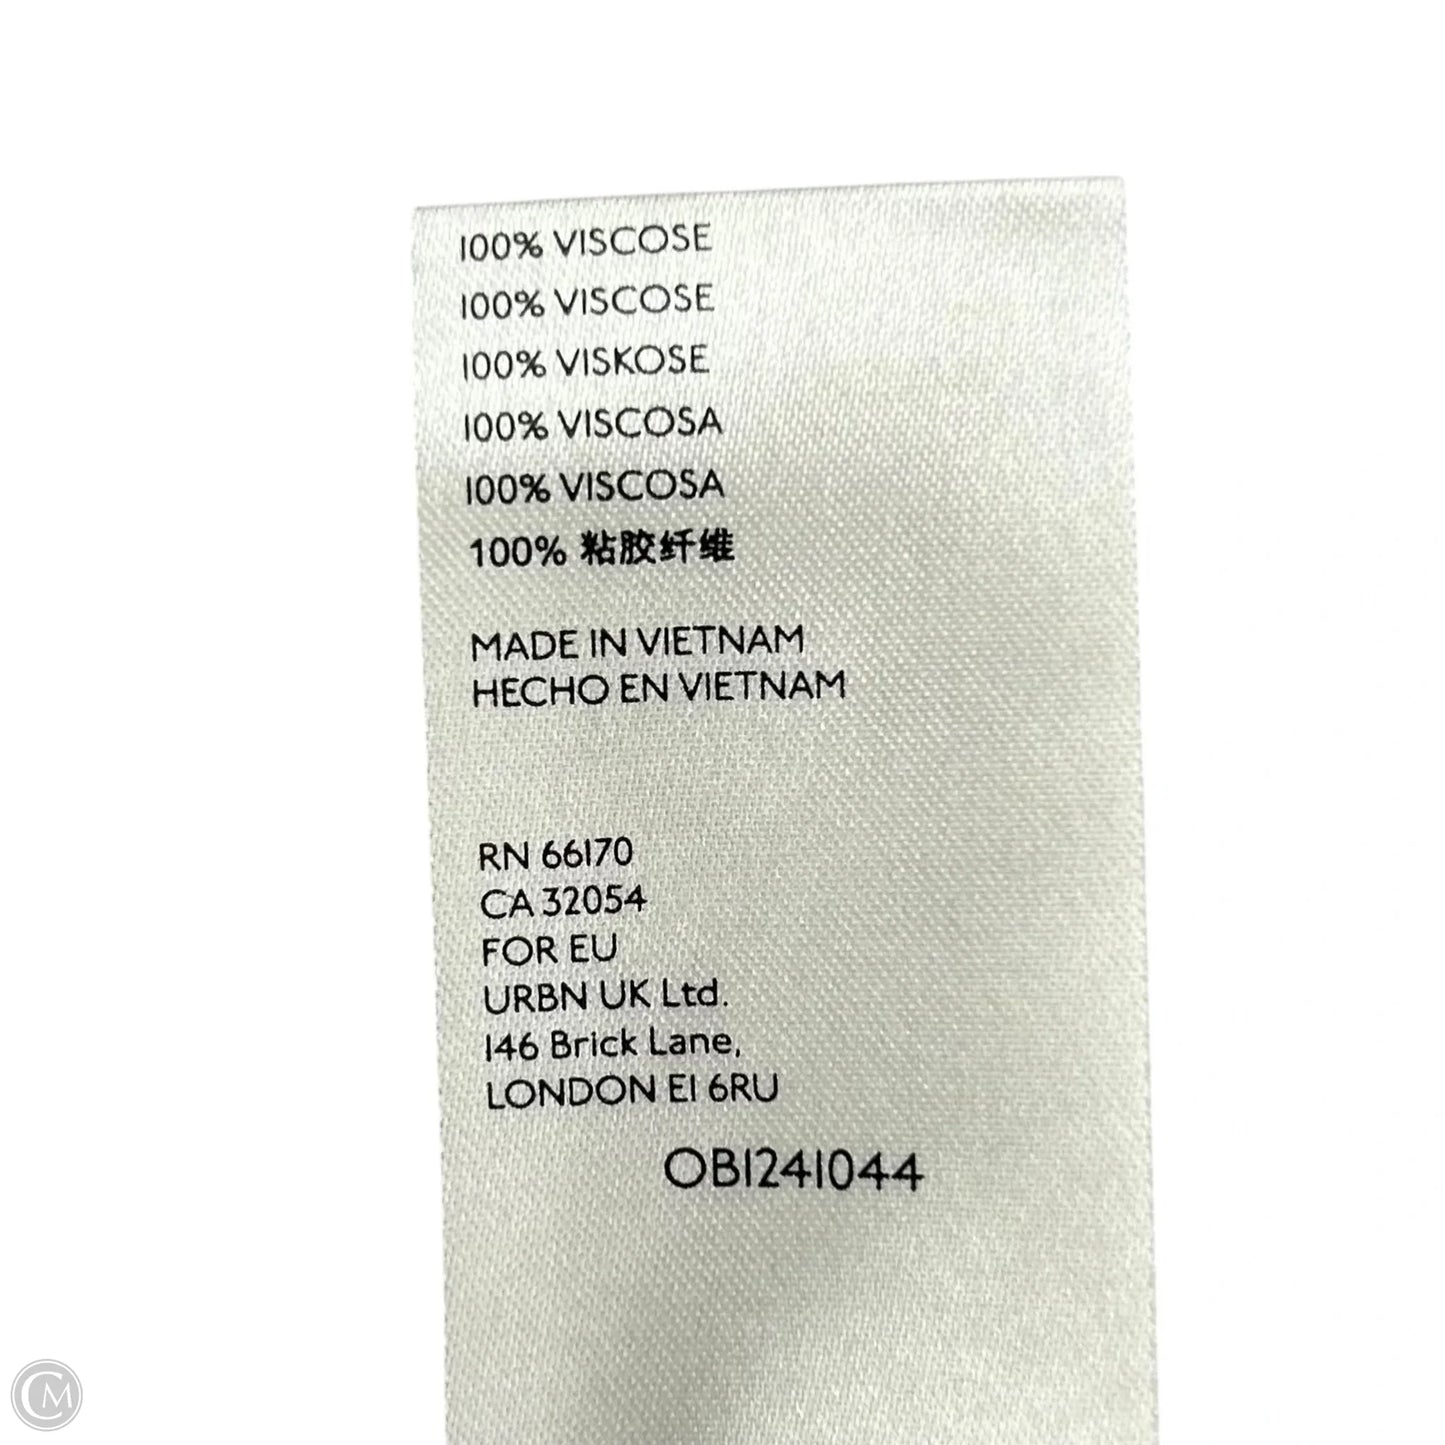 100% VISCOSE
100% VISCOSE
100% VISKOSE
100% VISCOSA
100% VISCOSA
100% 粘胶纤维
MADE IN VIETNAM
HECHO EN VIETNAM
RN 66170
CA 32054
FOR EU
URBN UK Ltd.
146 Brick Lane,
LONDON E1 6RU
OB1241044
CM